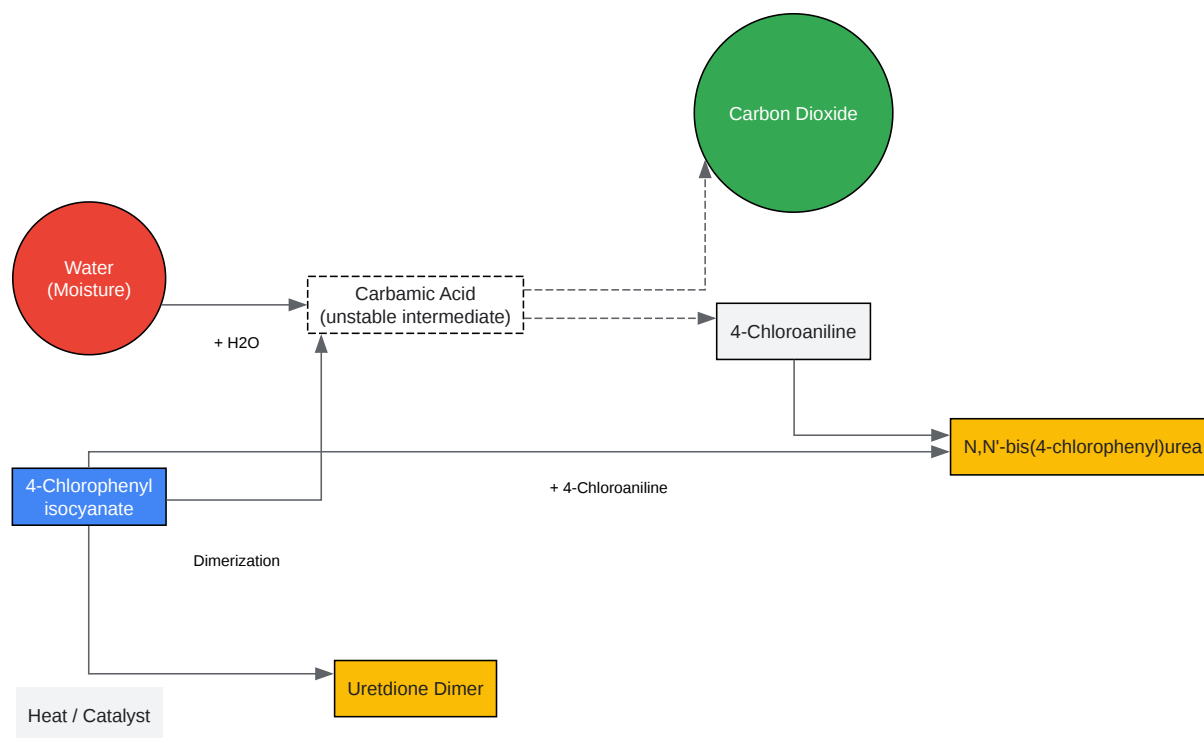 Carbon Dioxide
Water
(Moisture)
Carbamic Acid
(unstable intermediate)
+ H2O
4-Chloroaniline
N,N'-bis(4-chlorophenyl)urea
4-Chlorophenyl
isocyanate
+ 4-Chloroaniline
Dimerization
Uretdione Dimer
Heat / Catalyst